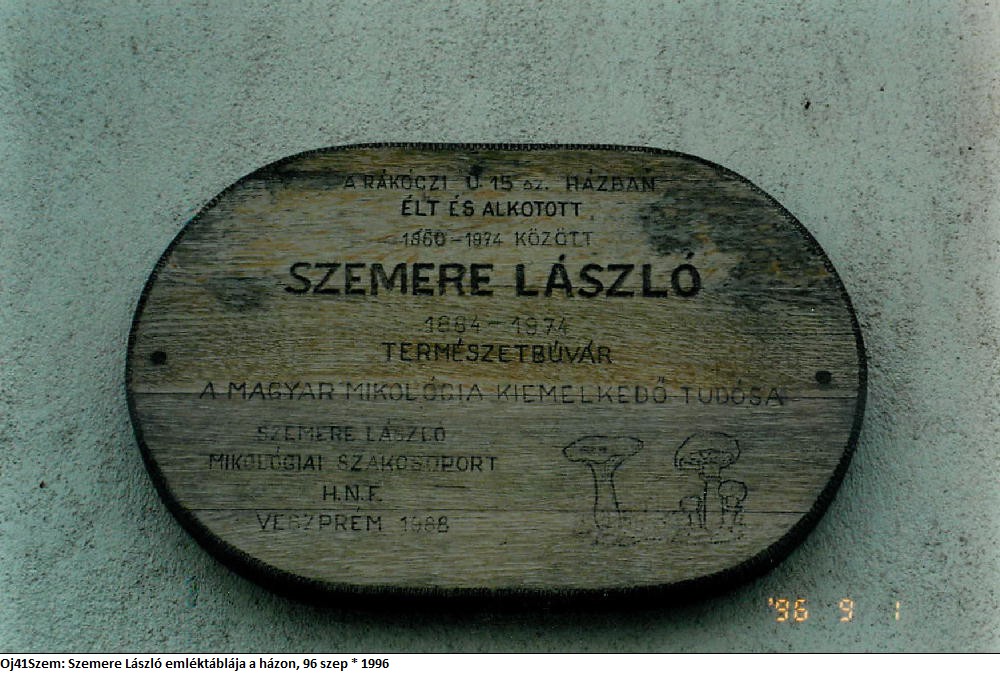 A RÁKÓCZI U. 15 sz. HÁZBAN
ÉLT ÉS ALKOTOTT
1960-1974 KÖZÖTT
SZEMERE LÁSZLÓ
1884-1974
TERMÉSZETBÚVÁR
A MAGYAR MIKOLÓGIA KIEMELKEDŐ TUDÓSA
SZEMERE LÁSZLÓ
MIKOLÓGIAI SZAKCSOPORT
H.N.F.
VESZPRÉM 1988
'96 9 1
Oj41Szem: Szemere László emléktáblája a házon, 96 szep * 1996